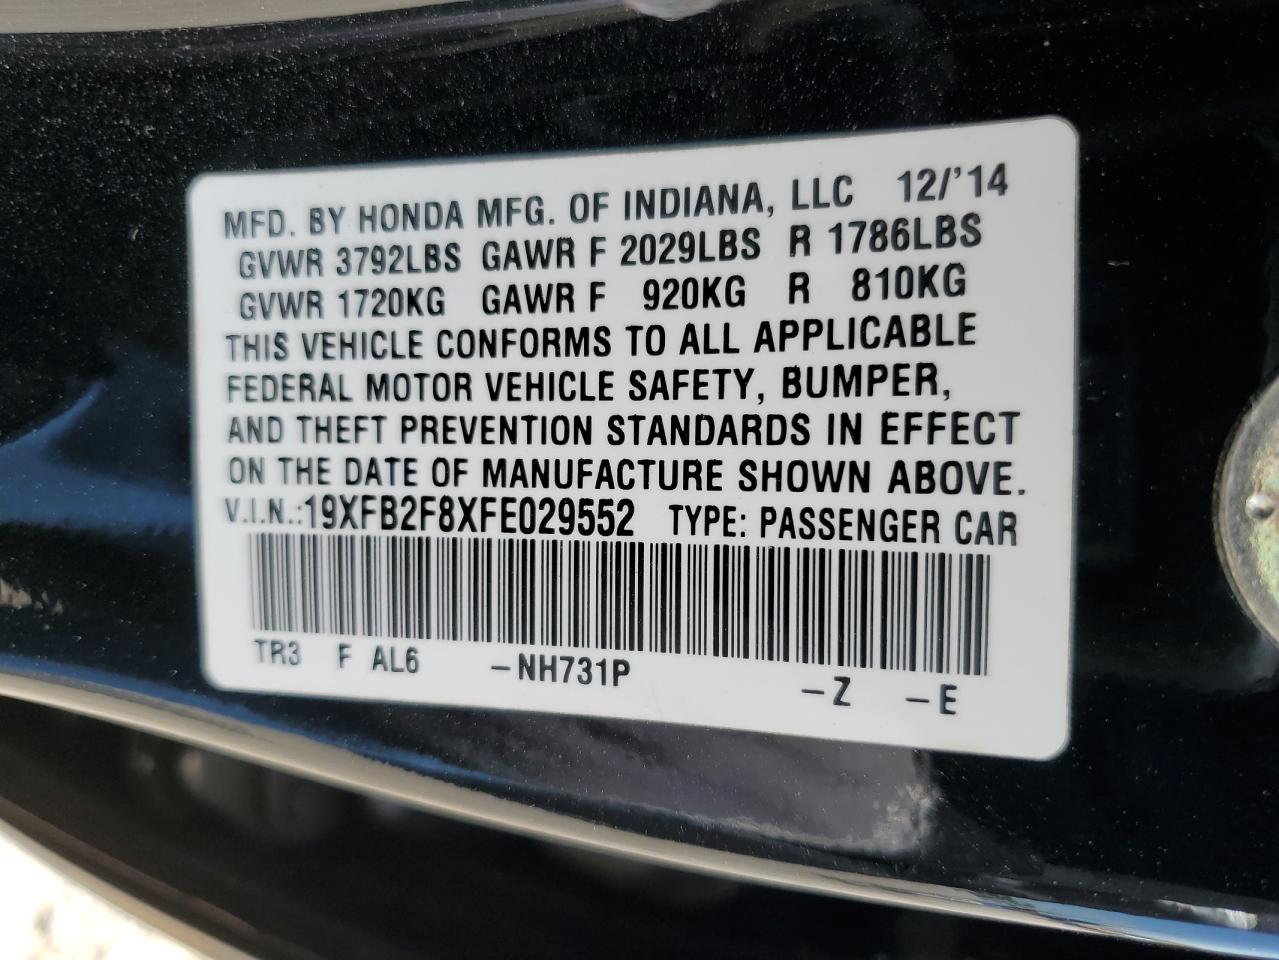 MFD. BY HONDA MFG. OF INDIANA, LLC 12/'14
GVWR 3792LBS GAWR F 2029LBS R 1786LBS
GVWR 1720KG GAWR F 920KG R 810KG
THIS VEHICLE CONFORMS TO ALL APPLICABLE
FEDERAL MOTOR VEHICLE SAFETY, BUMPER,
AND THEFT PREVENTION STANDARDS IN EFFECT
ON THE DATE OF MANUFACTURE SHOWN ABOVE.
V.I.N.:19XFB2F8XFE029552 TYPE: PASSENGER CAR
TR3 F AL6 –NH731P –Z –E